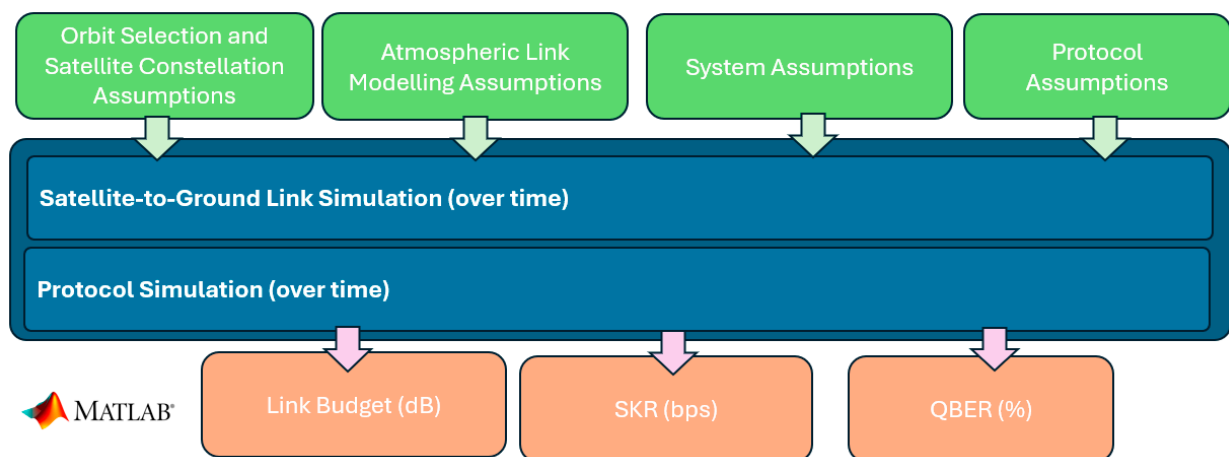 Orbit Selection and
Satellite Constellation
Assumptions
Atmospheric Link
Modelling Assumptions
System Assumptions
Protocol
Assumptions
Satellite-to-Ground Link Simulation (over time)
Protocol Simulation (over time)
MATLAB®
Link Budget (dB)
SKR (bps)
QBER (%)